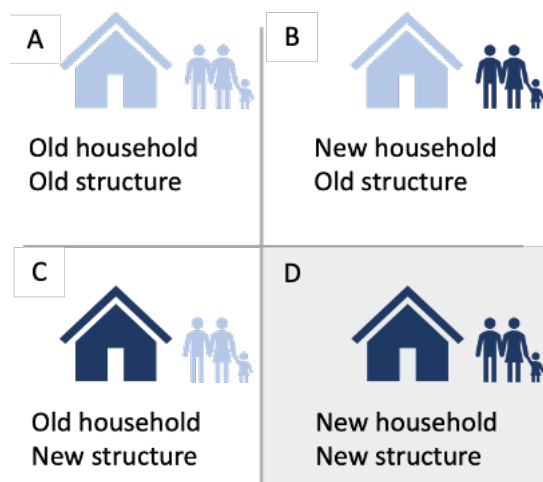 A
Old household
Old structure
B
New household
Old structure
C
Old household
New structure
D
New household
New structure